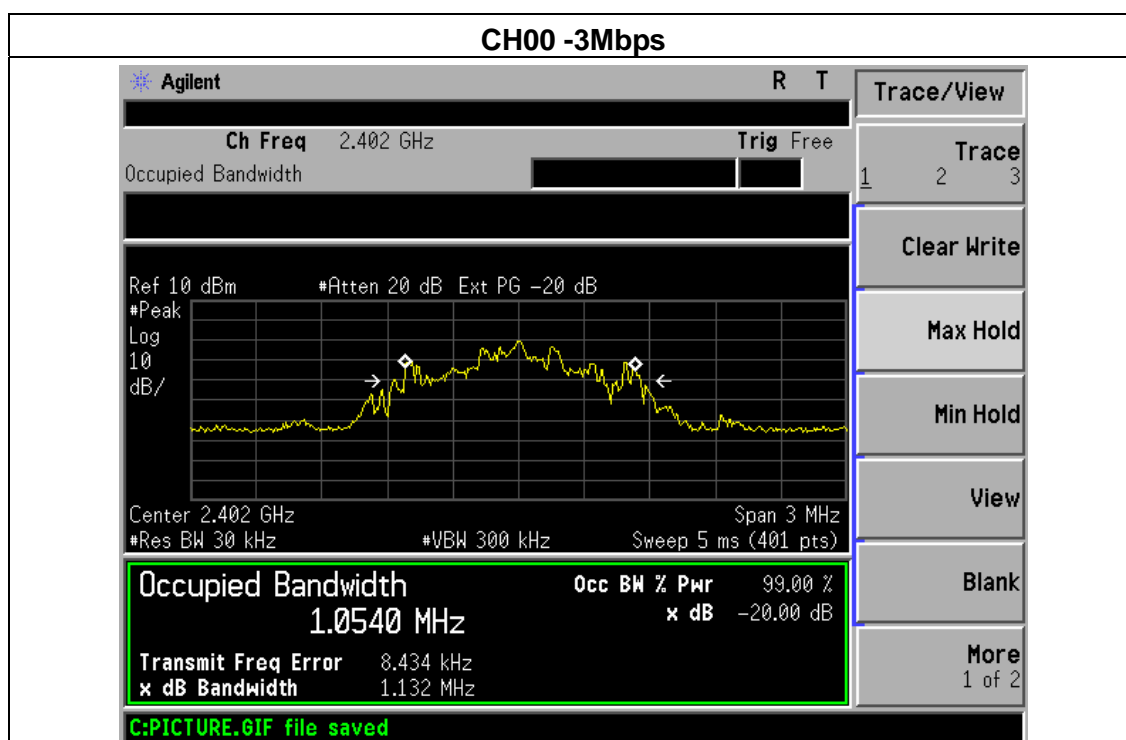 CH00 -3Mbps
Agilent R T
Ch Freq 2.402 GHz Trig Free
Occupied Bandwidth
Ref 10 dBm #Atten 20 dB Ext PG -20 dB
#Peak
Log
10
dB/
Center 2.402 GHz Span 3 MHz
#Res BW 30 kHz #VBW 300 kHz Sweep 5 ms (401 pts)
Occupied Bandwidth Occ BW % Pwr 99.00 %
1.0540 MHz x dB -20.00 dB
Transmit Freq Error 8.434 kHz
x dB Bandwidth 1.132 MHz
C:PICTURE.GIF file saved
Trace/View
Trace
1 2 3
Clear Write
Max Hold
Min Hold
View
Blank
More
1 of 2